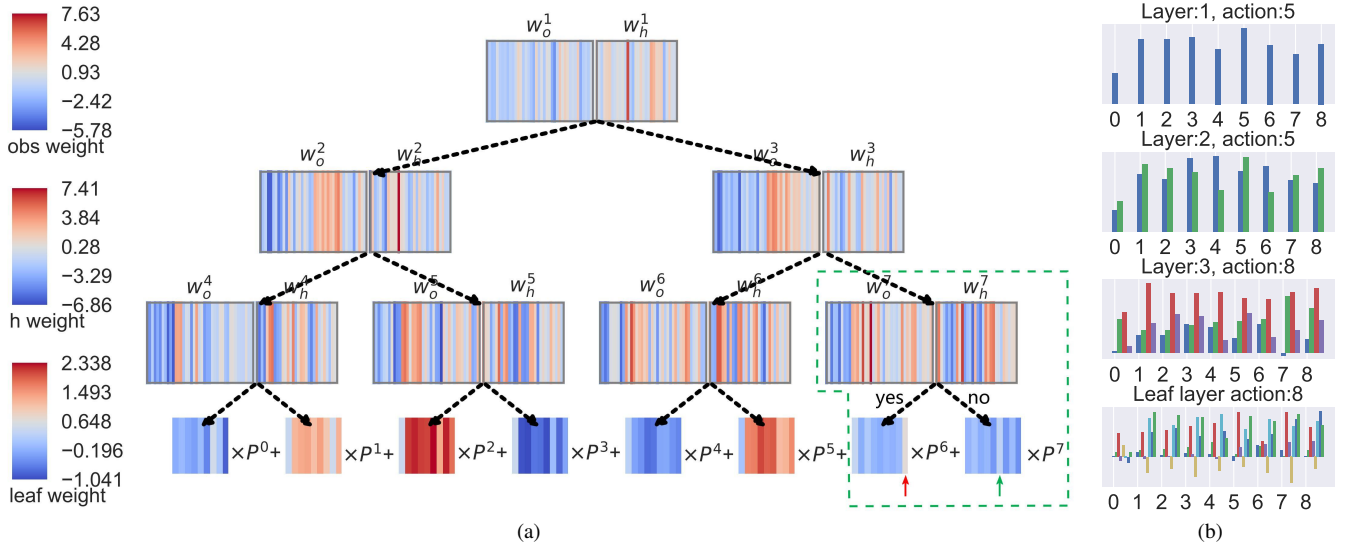 7.63
4.28
0.93
−2.42
−5.78
obs weight
7.41
3.84
0.28
−3.29
−6.86
h weight
2.338
1.493
0.648
−0.196
−1.041
leaf weight
w_o^1 w_h^1
w_o^2 w_h^2 w_o^3 w_h^3
w_o^4 w_h^4 w_o^5 w_h^5 w_o^6 w_h^6 w_o^7 w_h^7
yes no
×P^0+ ×P^1+ ×P^2+ ×P^3+ ×P^4+ ×P^5+ ×P^6+ ×P^7
(a)
Layer:1, action:5
0 1 2 3 4 5 6 7 8
Layer:2, action:5
0 1 2 3 4 5 6 7 8
Layer:3, action:8
0 1 2 3 4 5 6 7 8
Leaf layer action:8
0 1 2 3 4 5 6 7 8
(b)